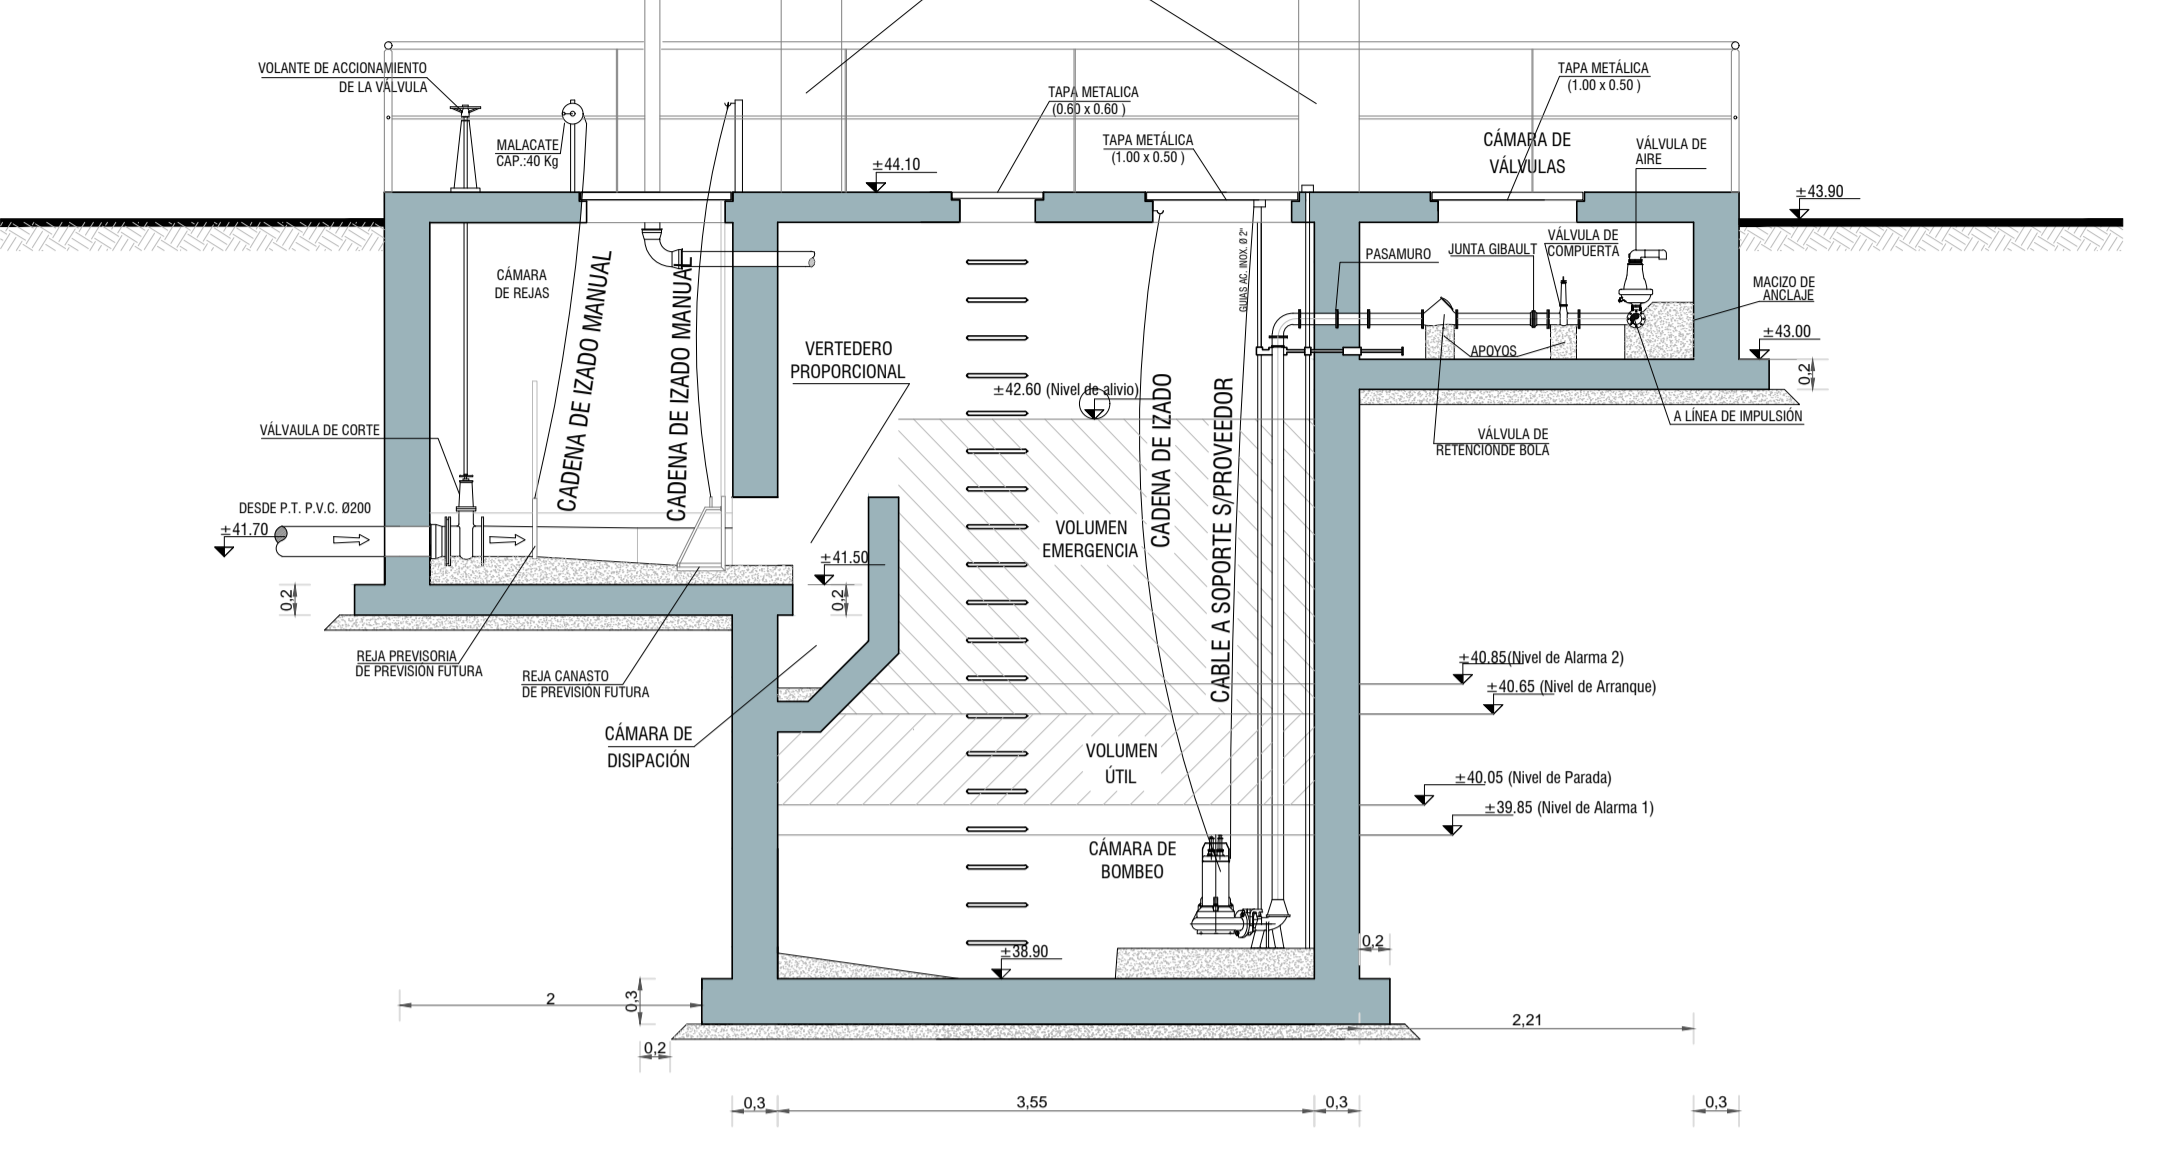 VOLANTE DE ACCIONAMIENTO
DE LA VÁLVULA
MALACATE
CAP.:40 Kg
±44.10
TAPA METALICA
(0.60 x 0.60 )
TAPA METÁLICA
(1.00 x 0.50 )
TAPA METÁLICA
(1.00 x 0.50 )
CÁMARA DE
VÁLVULAS
VÁLVULA DE
AIRE
±43.90
CÁMARA
DE REJAS
CADENA DE IZADO MANUAL
CADENA DE IZADO MANUAL
VERTEDERO
PROPORCIONAL
GUIAS AC. INOX. Ø 2"
PASAMURO
JUNTA GIBAULT
VÁLVULA DE
COMPUERTA
MACIZO DE
ANCLAJE
±43.00
0,2
APOYOS
A LÍNEA DE IMPULSIÓN
VÁLVULA DE
RETENCIONDE BOLA
±42.60 (Nivel de alivio)
CADENA DE IZADO
CABLE A SOPORTE S/PROVEEDOR
VÁLVAULA DE CORTE
DESDE P.T. P.V.C. Ø200
±41.70
VOLUMEN
EMERGENCIA
±41.50
0,2
0,2
REJA PREVISORIA
DE PREVISIÓN FUTURA
REJA CANASTO
DE PREVISIÓN FUTURA
CÁMARA DE
DISIPACIÓN
±40.85(Nivel de Alarma 2)
±40.65 (Nivel de Arranque)
VOLUMEN
ÚTIL
±40.05 (Nivel de Parada)
±39.85 (Nivel de Alarma 1)
CÁMARA DE
BOMBEO
±38.90
0,2
2
0,3
0,2
2,21
0,3
3,55
0,3
0,3